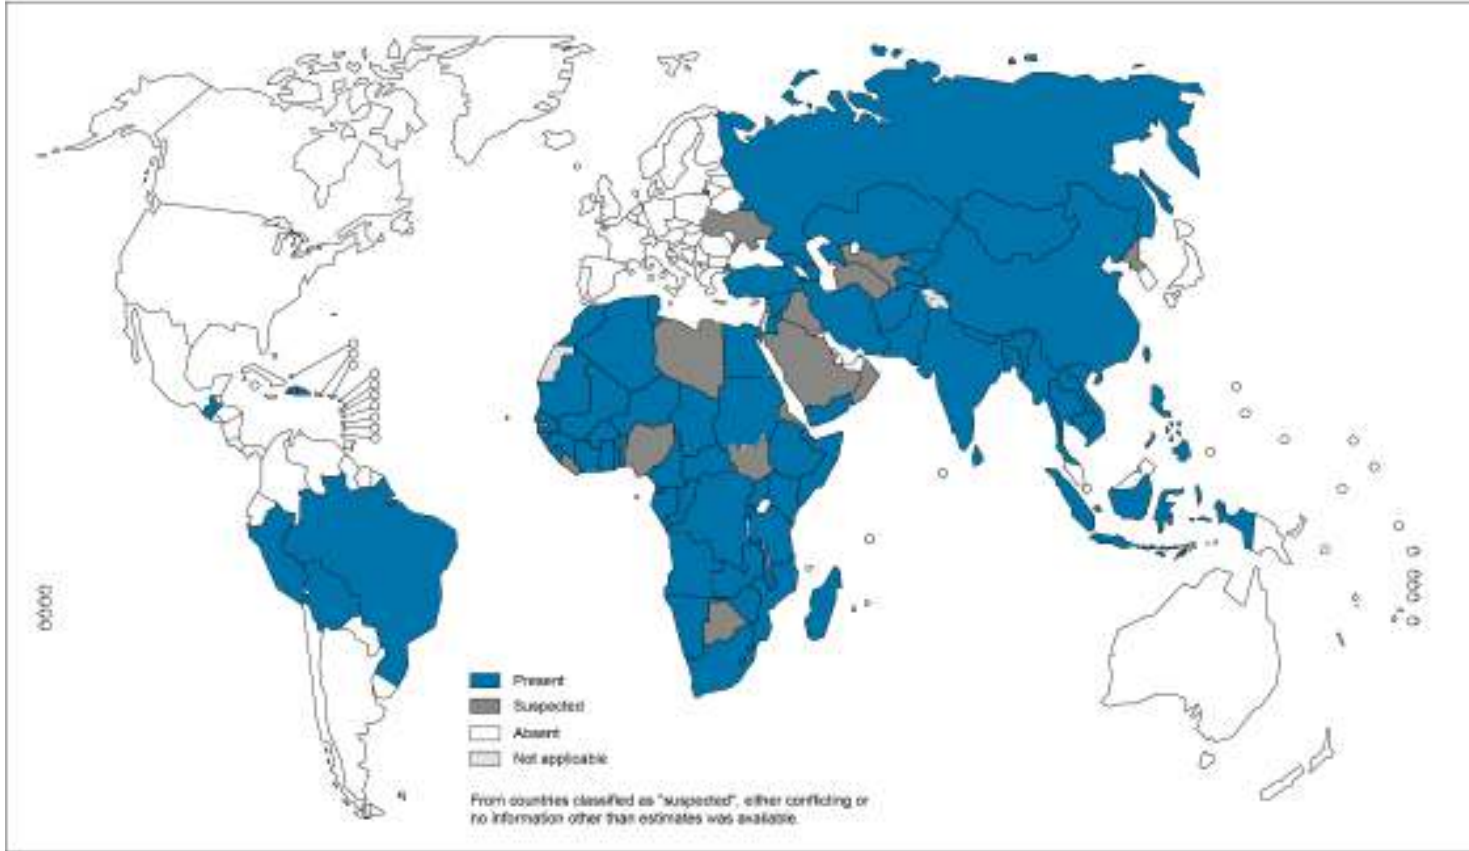 Present
Suspected
Absent
Not applicable
From countries classified as "suspected", either conflicting or
no information other than estimates was available.